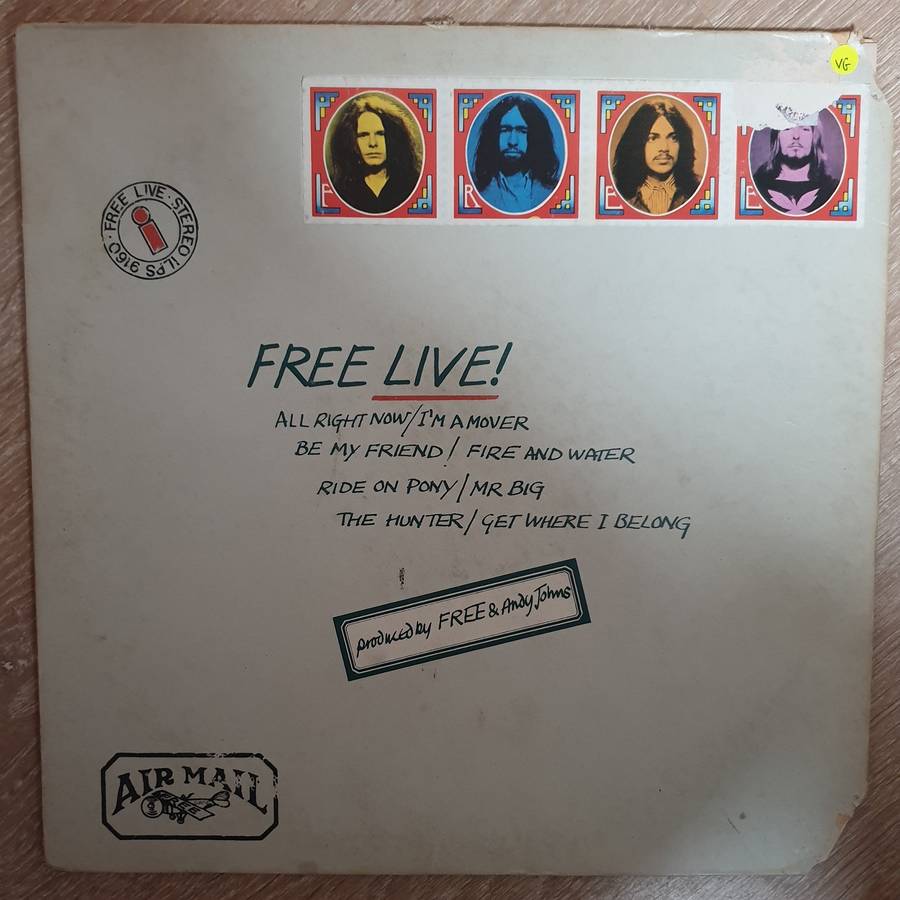 VG
F R E E
FREE LIVE · STEREO ILPS 9160 ·
i
FREE LIVE!
ALL RIGHT NOW/I'M A MOVER
BE MY FRIEND/ FIRE AND WATER
RIDE ON PONY/MR BIG
THE HUNTER/GET WHERE I BELONG
produced by FREE & Andy Johns
AIR MAIL